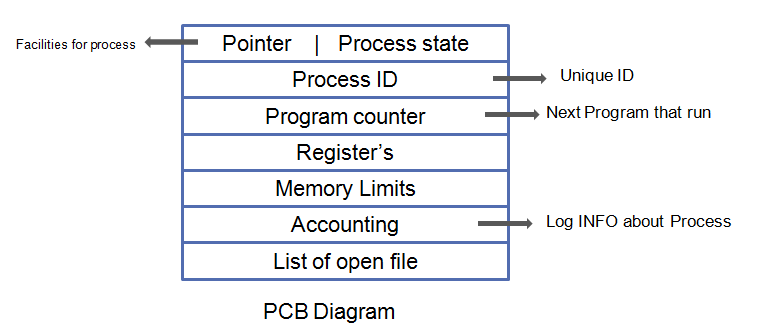 Facilities for process
Pointer | Process state
Process ID
Unique ID
Program counter
Next Program that run
Register's
Memory Limits
Accounting
Log INFO about Process
List of open file
PCB Diagram